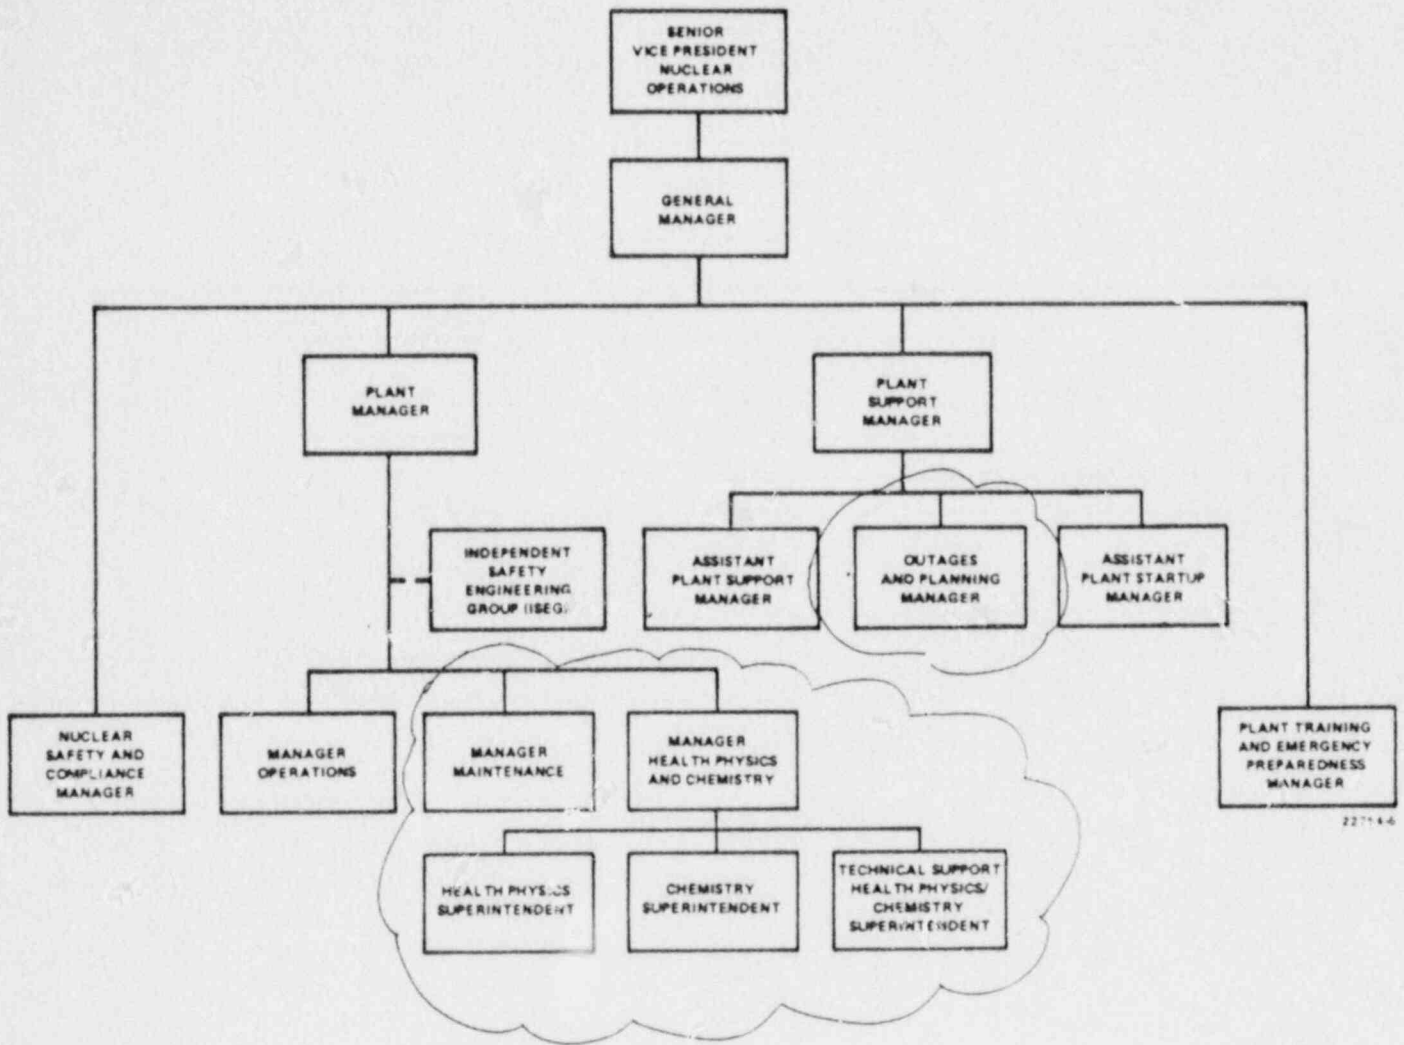 SENIOR
VICE PRESIDENT
NUCLEAR
OPERATIONS
GENERAL
MANAGER
PLANT
MANAGER
PLANT
SUPPORT
MANAGER
INDEPENDENT
SAFETY
ENGINEERING
GROUP (ISEG)
ASSISTANT
PLANT SUPPORT
MANAGER
OUTAGES
AND PLANNING
MANAGER
ASSISTANT
PLANT STARTUP
MANAGER
NUCLEAR
SAFETY AND
COMPLIANCE
MANAGER
MANAGER
OPERATIONS
MANAGER
MAINTENANCE
MANAGER
HEALTH PHYSICS
AND CHEMISTRY
PLANT TRAINING
AND EMERGENCY
PREPAREDNESS
MANAGER
HEALTH PHYSICS
SUPERINTENDENT
CHEMISTRY
SUPERINTENDENT
TECHNICAL SUPPORT
HEALTH PHYSICS/
CHEMISTRY
SUPERINTENDENT